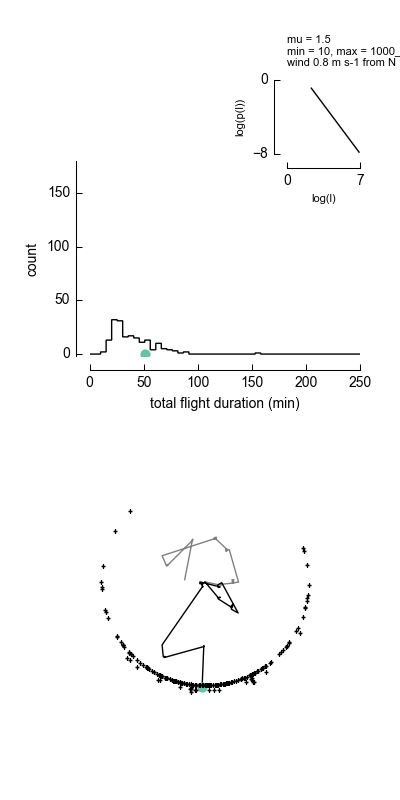 mu = 1.5
min = 10, max = 1000_
wind 0.8 m s-1 from N
0
log(p(l))
−8
0 7
log(l)
150
100
count
50
0
0 50 100 150 200 250
total flight duration (min)